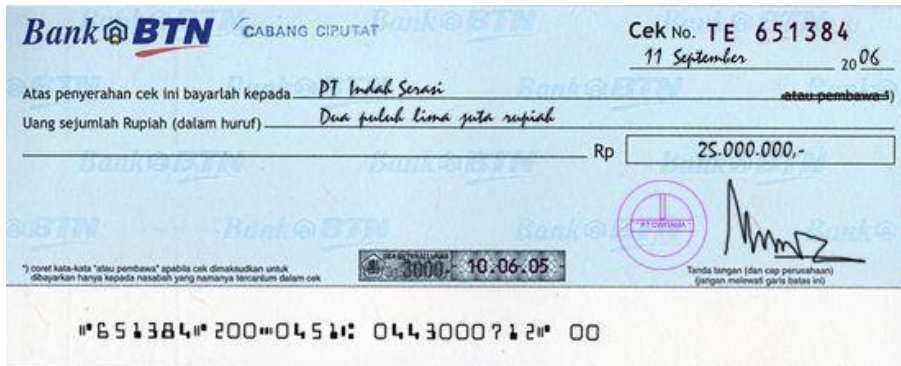 Bank BTN CABANG CIPUTAT
Cek No. TE 651384
11 September 2006
Atas penyerahan cek ini bayarlah kepada PT Indah Serasi atau pembawa *)
Uang sejumlah Rupiah (dalam huruf) Dua puluh lima juta rupiah
Rp 25.000.000,-
*) coret kata-kata "atau pembawa" apabila cek dimaksudkan untuk
dibayarkan hanya kepada nasabah yang namanya tercantum dalam cek
BEA METERAI LUNAS
3000,- 10.06.05
Tanda tangan (dan cap perusahaan)
(jangan melewati garis batas ini)
⑈651384⑈200⑉0451⑆ 0443000712⑈ 00